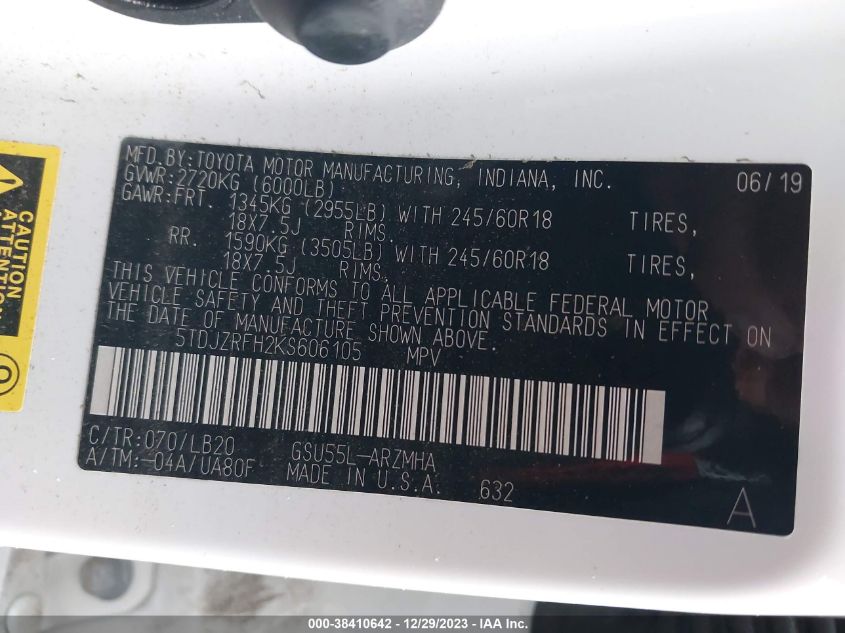 MFD.BY:TOYOTA MOTOR MANUFACTURING, INDIANA, INC. 06/19
GVWR:2720KG (6000LB)
GAWR:FRT. 1345KG (2955LB) WITH 245/60R18 TIRES,
18X7.5J RIMS,
RR. 1590KG (3505LB) WITH 245/60R18 TIRES,
18X7.5J RIMS,
THIS VEHICLE CONFORMS TO ALL APPLICABLE FEDERAL MOTOR
VEHICLE SAFETY AND THEFT PREVENTION STANDARDS IN EFFECT ON
THE DATE OF MANUFACTURE SHOWN ABOVE.
5TDJZRFH2KS606105 MPV
C/TR:070/LB20 GSU55L-ARZMHA
A/TM:-04A/UA80F MADE IN U.S.A. 632
A
CAUTION
ATTENTION
000-38410642 - 12/29/2023 - IAA Inc.